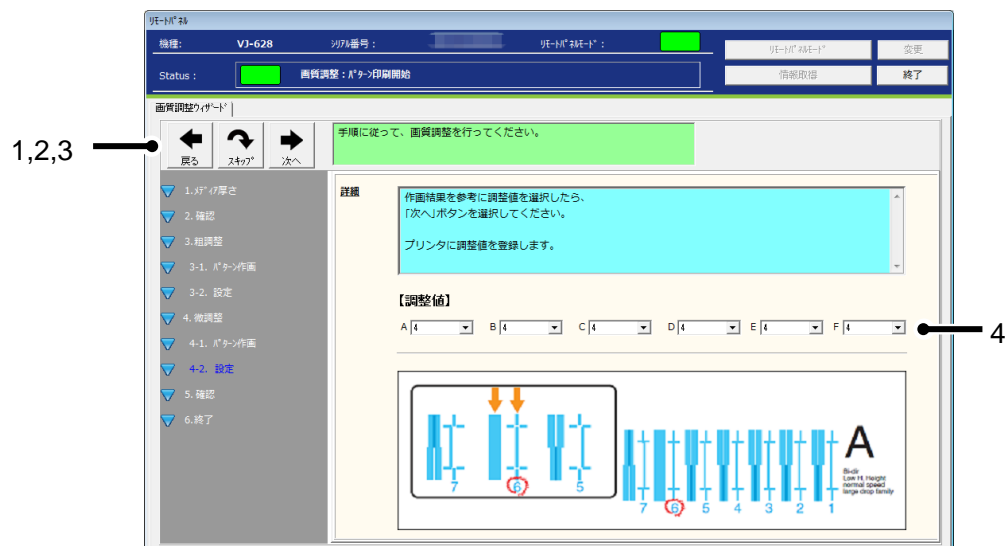 ﾘﾓｰﾄﾊﾟﾈﾙ
機種: VJ-628 ｼﾘｱﾙ番号： ﾘﾓｰﾄﾊﾟﾈﾙﾓｰﾄﾞ： ﾘﾓｰﾄﾊﾟﾈﾙﾓｰﾄﾞ 変更
Status： 画質調整：ﾊﾟﾀｰﾝ印刷開始 情報取得 終了
画質調整ｳｨｻﾞｰﾄﾞ
1,2,3
戻る ｽｷｯﾌﾟ 次へ
手順に従って、画質調整を行ってください。
1.ﾒﾃﾞｨｱ厚さ
2. 確認
3.粗調整
3-1. ﾊﾟﾀｰﾝ作画
3-2. 設定
4. 微調整
4-1. ﾊﾟﾀｰﾝ作画
4-2. 設定
5. 確認
6.終了
詳細
作画結果を参考に調整値を選択したら、
「次へ」ボタンを選択してください。
プリンタに調整値を登録します。
【調整値】
A 4 B 4 C 4 D 4 E 4 F 4
4
7 6 5
7 6 5 4 3 2 1
A
Bi-dir
Low H. Height
normal speed
large drop family